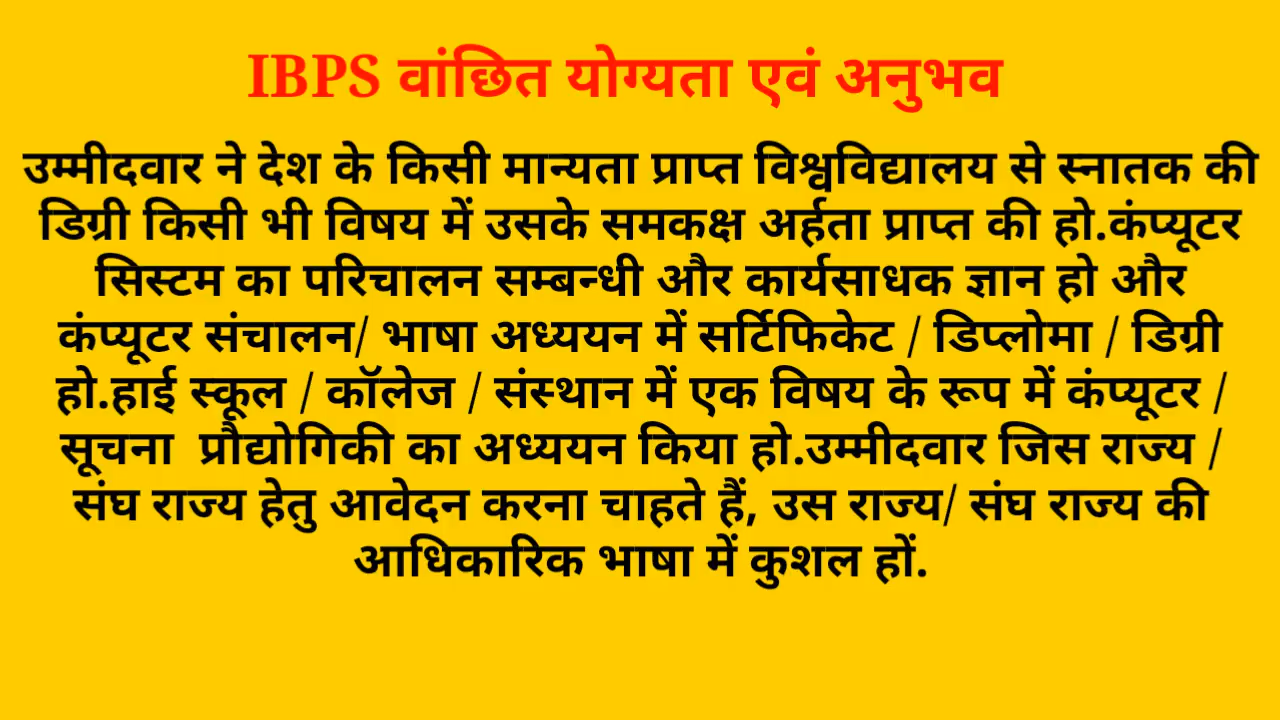 IBPS वांछित योग्यता एवं अनुभव
उम्मीदवार ने देश के किसी मान्यता प्राप्त विश्वविद्यालय से स्नातक की
डिग्री किसी भी विषय में उसके समकक्ष अर्हता प्राप्त की हो.कंप्यूटर
सिस्टम का परिचालन सम्बन्धी और कार्यसाधक ज्ञान हो और
कंप्यूटर संचालन/ भाषा अध्ययन में सर्टिफिकेट / डिप्लोमा / डिग्री
हो.हाई स्कूल / कॉलेज / संस्थान में एक विषय के रूप में कंप्यूटर /
सूचना प्रौद्योगिकी का अध्ययन किया हो.उम्मीदवार जिस राज्य /
संघ राज्य हेतु आवेदन करना चाहते हैं, उस राज्य/ संघ राज्य की
आधिकारिक भाषा में कुशल हों.